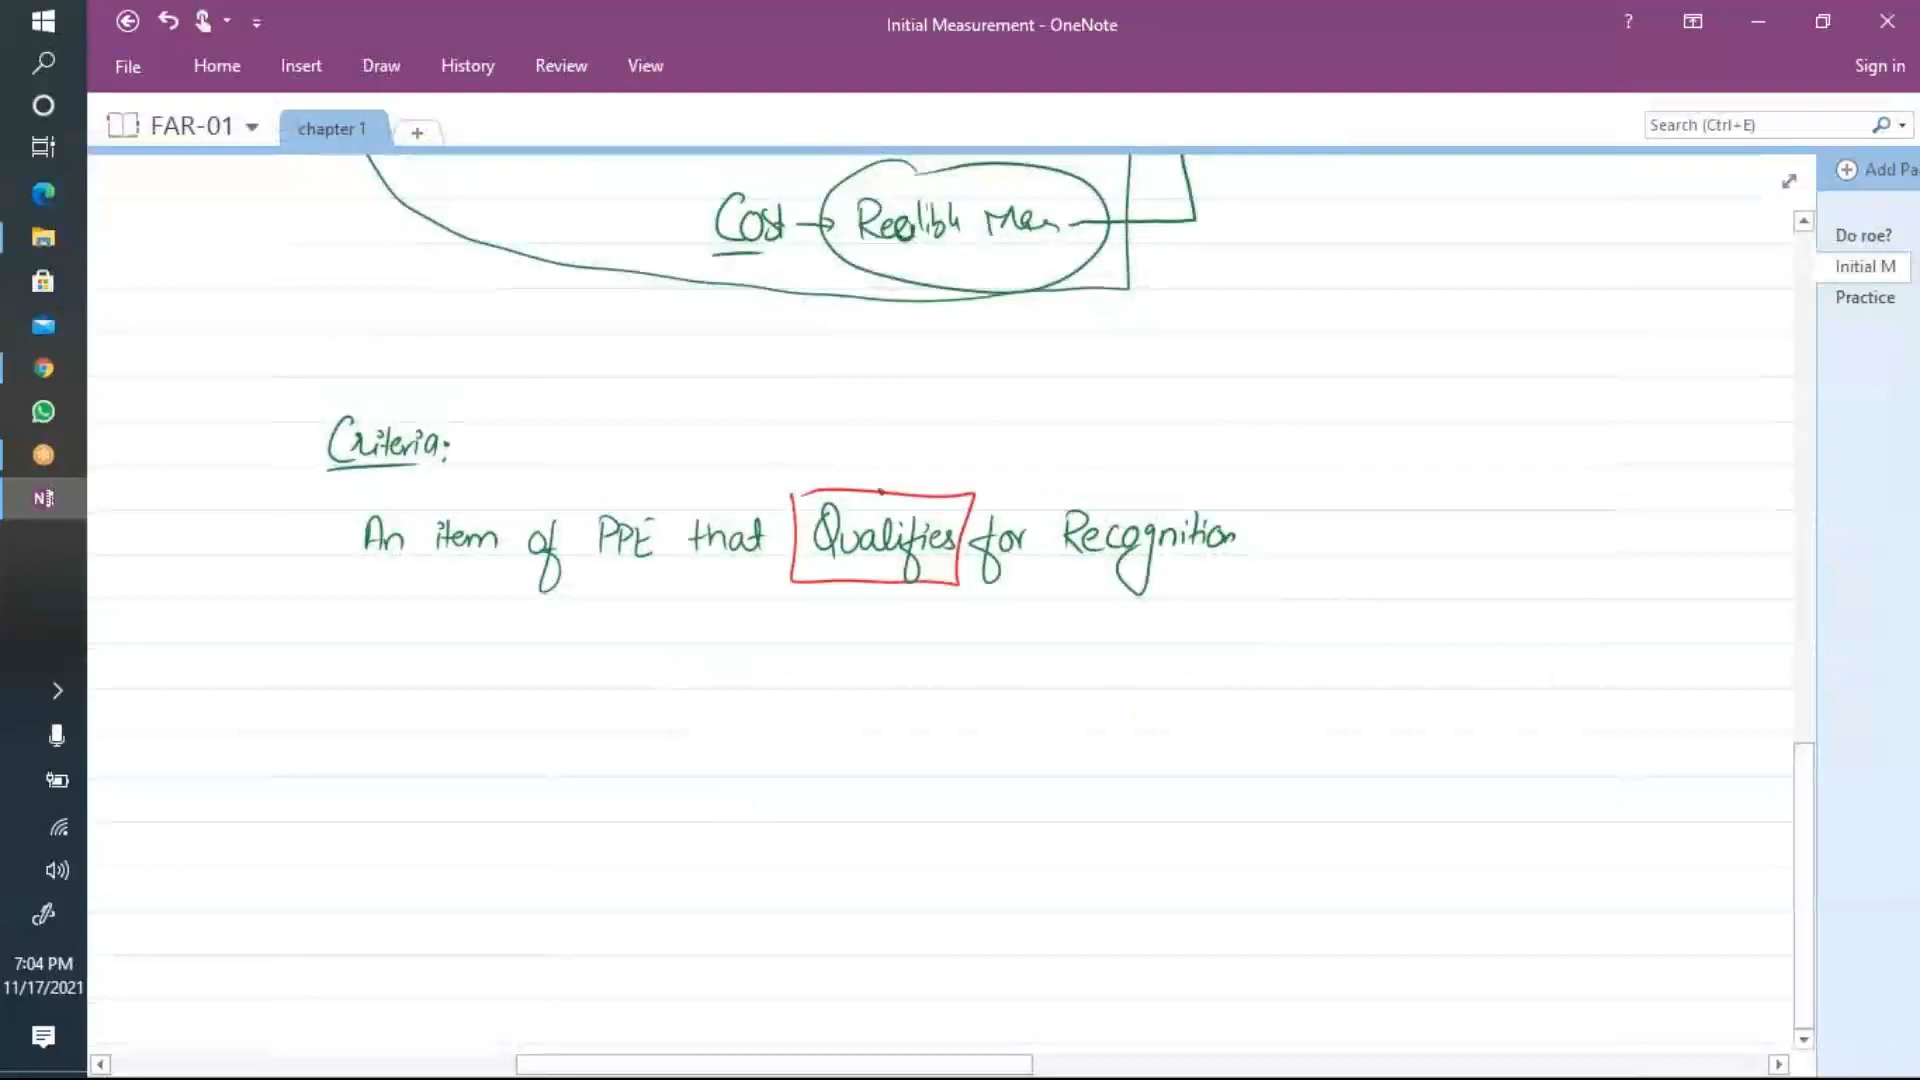 Initial Measurement - OneNote
?
File Home Insert Draw History Review View
Sign in
FAR-01 chapter 1 +
Search (Ctrl+E)
Add Pa
Do roe?
Initial M
Practice
Cost → Realibl Mea
Criteria:
An item of PPE that Qualifies for Recognition
7:04 PM
11/17/2021